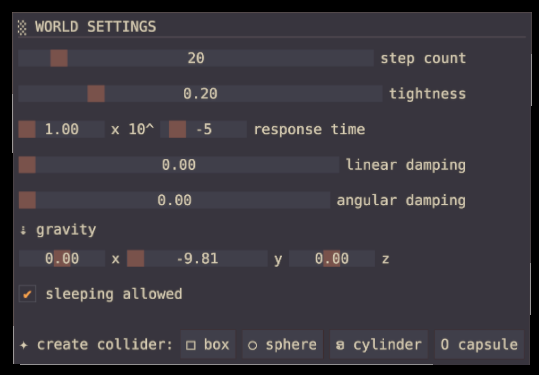 WORLD SETTINGS
20 step count
0.20 tightness
1.00 x 10^ -5 response time
0.00 linear damping
0.00 angular damping
↓ gravity
0.00 x -9.81 y 0.00 z
✔ sleeping allowed
✦ create collider: □ box ○ sphere cylinder O capsule